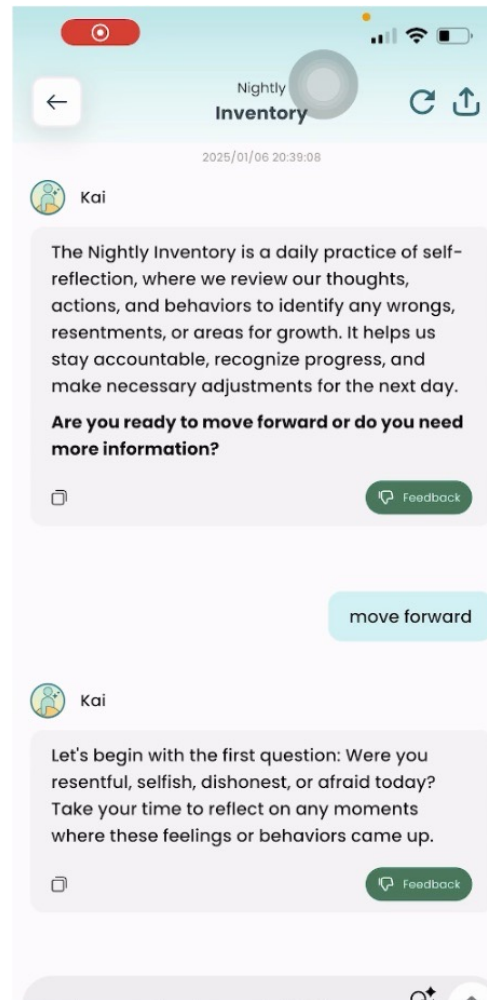 Nightly
Inventory
2025/01/06 20:39:08
Kai
The Nightly Inventory is a daily practice of self-
reflection, where we review our thoughts,
actions, and behaviors to identify any wrongs,
resentments, or areas for growth. It helps us
stay accountable, recognize progress, and
make necessary adjustments for the next day.
Are you ready to move forward or do you need
more information?
Feedback
move forward
Kai
Let's begin with the first question: Were you
resentful, selfish, dishonest, or afraid today?
Take your time to reflect on any moments
where these feelings or behaviors came up.
Feedback